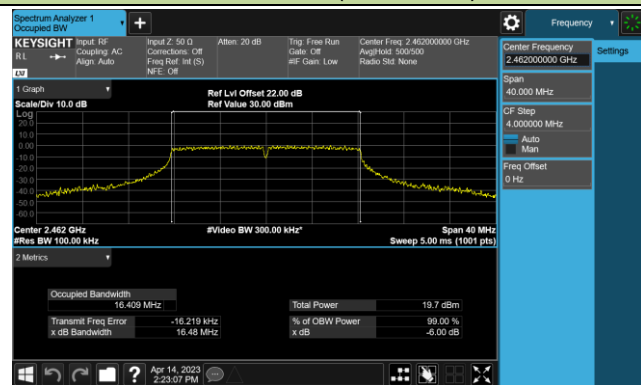 Spectrum Analyzer 1
Occupied BW
+
Frequency
KEYSIGHT
R L
Input: RF
Coupling: AC
Align: Auto
Input Z: 50 Ω
Corrections: Off
Freq Ref: Int (S)
NFE: Off
Atten: 20 dB
Trig: Free Run
Gate: Off
#IF Gain: Low
Center Freq: 2.462000000 GHz
Avg|Hold: 500/500
Radio Std: None
LXI
1 Graph
Scale/Div 10.0 dB
Ref Lvl Offset 22.00 dB
Ref Value 30.00 dBm
Log
20.0
10.0
0.00
-10.0
-20.0
-30.0
-40.0
-50.0
-60.0
Center 2.462 GHz
#Res BW 100.00 kHz
#Video BW 300.00 kHz*
Span 40 MHz
Sweep 5.00 ms (1001 pts)
2 Metrics
Occupied Bandwidth
16.409 MHz
Transmit Freq Error -16.219 kHz
x dB Bandwidth 16.48 MHz
Total Power 19.7 dBm
% of OBW Power 99.00 %
x dB -6.00 dB
?
Apr 14, 2023
2:23:07 PM
Center Frequency
2.462000000 GHz
Settings
Span
40.000 MHz
CF Step
4.000000 MHz
Auto
Man
Freq Offset
0 Hz